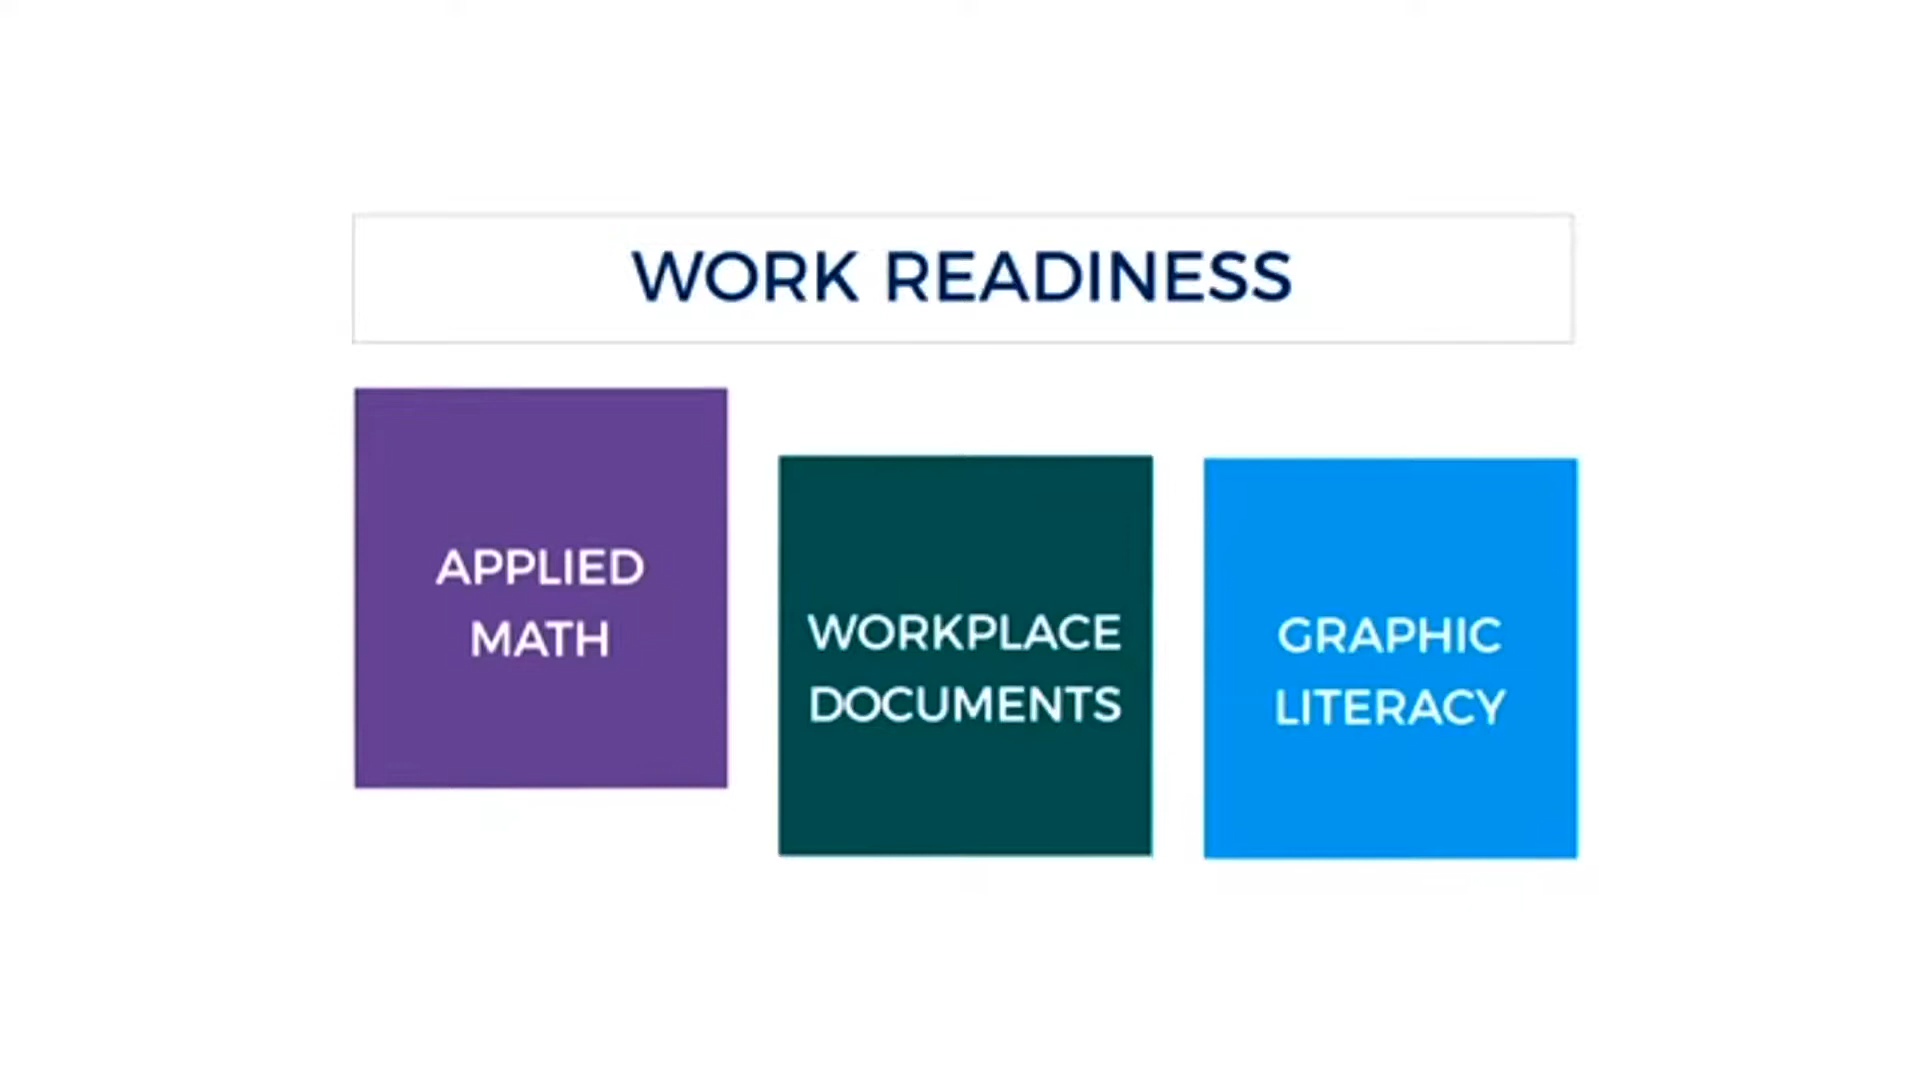 WORK READINESS
APPLIED
MATH
WORKPLACE
DOCUMENTS
GRAPHIC
LITERACY